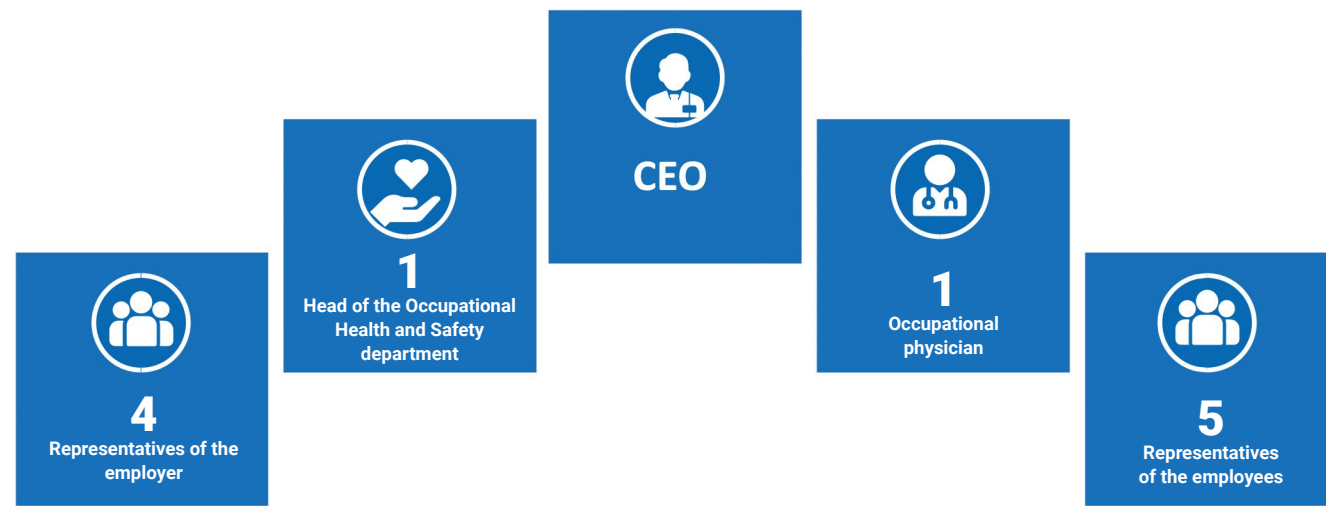 CEO
1
Head of the Occupational
Health and Safety
department
1
Occupational
physician
4
Representatives of the
employer
5
Representatives
of the employees